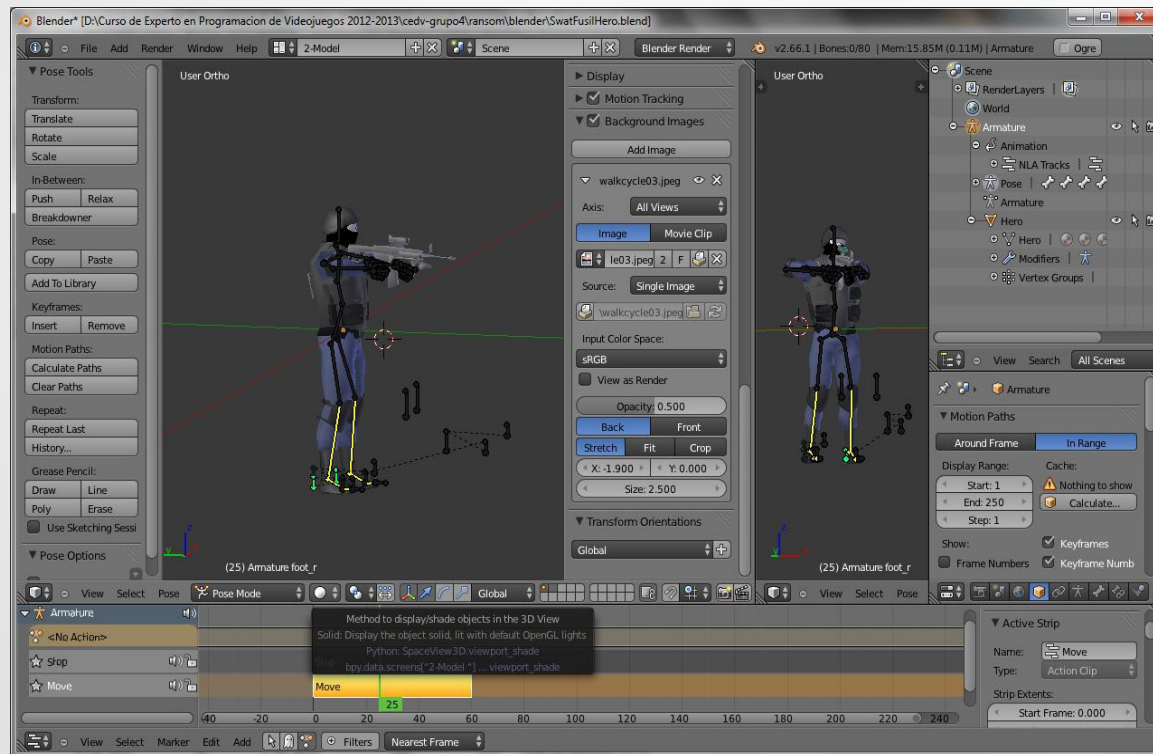 Blender* [D:\Curso de Experto en Programacion de Videojuegos 2012-2013\cedv-grupo4\ransom\blender\SwatFusilHero.blend]
File Add Render Window Help 2-Model Scene Blender Render v2.66.1 | Bones:0/80 | Mem:15.85M (0.11M) | Armature Ogre
Pose Tools
Transform:
Translate
Rotate
Scale
In-Between:
Push Relax
Breakdowner
Pose:
Copy Paste
Add To Library
Keyframes:
Insert Remove
Motion Paths:
Calculate Paths
Clear Paths
Repeat:
Repeat Last
History...
Grease Pencil:
Draw Line
Poly Erase
Use Sketching Sessi
Pose Options
User Ortho
z
y
(25) Armature foot_r
Display
Motion Tracking
Background Images
Add Image
walkcycle03.jpeg
Axis: All Views
Image Movie Clip
le03.jpeg 2 F
Source: Single Image
\walkcycle03.jpeg
Input Color Space:
sRGB
View as Render
Opacity: 0.500
Back Front
Stretch Fit Crop
X: -1.900 Y: 0.000
Size: 2.500
Transform Orientations
Global
User Ortho
z
(25) Armature foot_r
Scene
RenderLayers |
World
Armature
Animation
NLA Tracks |
Pose |
Armature
Hero
Hero |
Modifiers |
Vertex Groups |
View Search All Scenes
Armature
Motion Paths
Around Frame In Range
Display Range: Cache:
Start: 1 Nothing to show
End: 250 Calculate...
Step: 1
Show: Keyframes
Frame Numbers Keyframe Numb
View Select Pose Pose Mode Global
View Select
Armature
<No Action>
Stop
Move
Method to display/shade objects in the 3D View
Solid: Display the object solid, lit with default OpenGL lights
Python: SpaceView3D.viewport_shade
bpy.data.screens["2-Model "] ... viewport_shade
Stop
Move
25
-40 -20 0 20 40 60 80 100 120 140 160 180 200 220 240
View Select Marker Edit Add Filters Nearest Frame
Active Strip
Name: Move
Type: Action Clip
Strip Extents:
Start Frame: 0.000